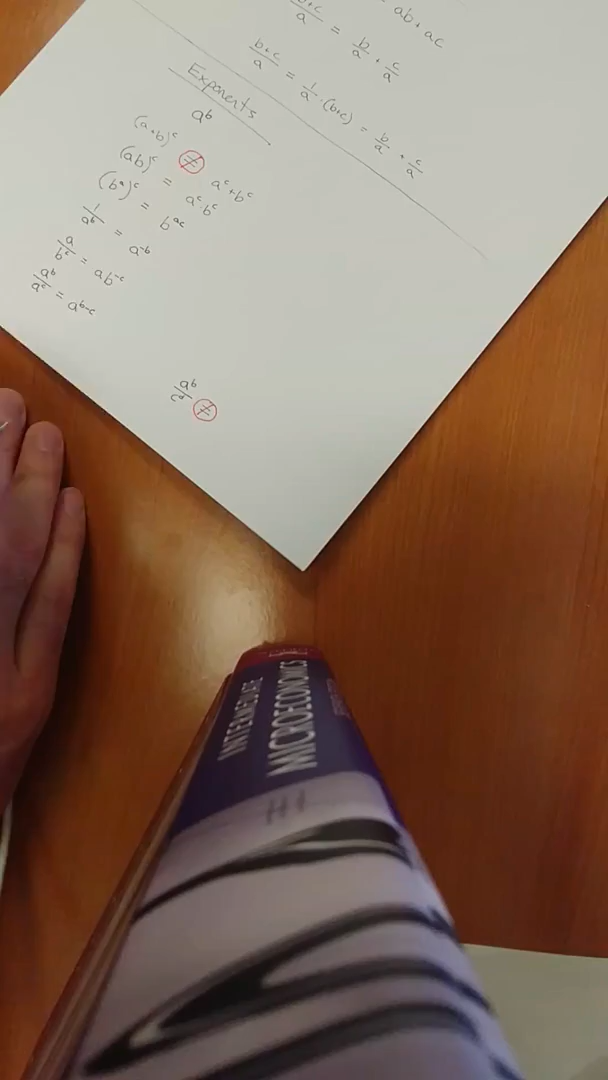 = ab+ac
(b+c)/a = b/a + c/a
(b+c)/a = 1/a · (b+c) = b/a + c/a
Exponents
a^b
(a+b)^c ≠ a^c + b^c
(ab)^c = a^c · b^c
(b^a)^c = b^ac
1/a^b = a^-b
a/b^c = ab^-c
a^b/a^c = a^b-c
≠
INTERMEDIATE
MICROECONOMICS